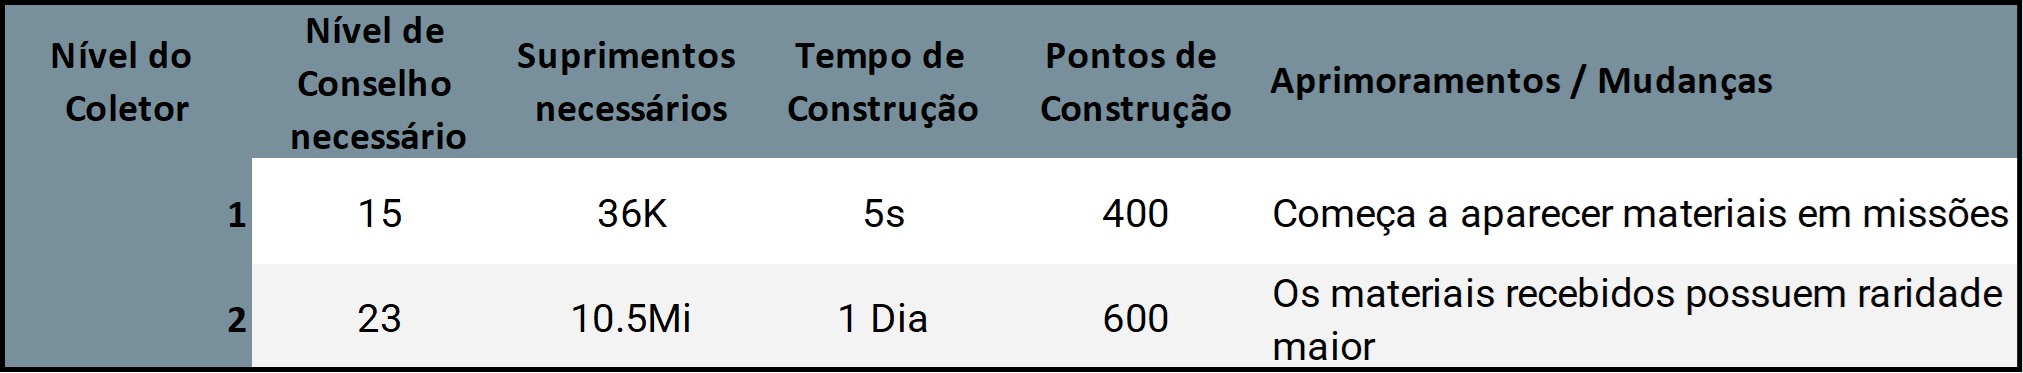 Nível do
Coletor
Nível de
Conselho
necessário
Suprimentos
necessários
Tempo de
Construção
Pontos de
Construção
Aprimoramentos / Mudanças
1
15
36K
5s
400
Começa a aparecer materiais em missões
2
23
10.5Mi
1 Dia
600
Os materiais recebidos possuem raridade
maior